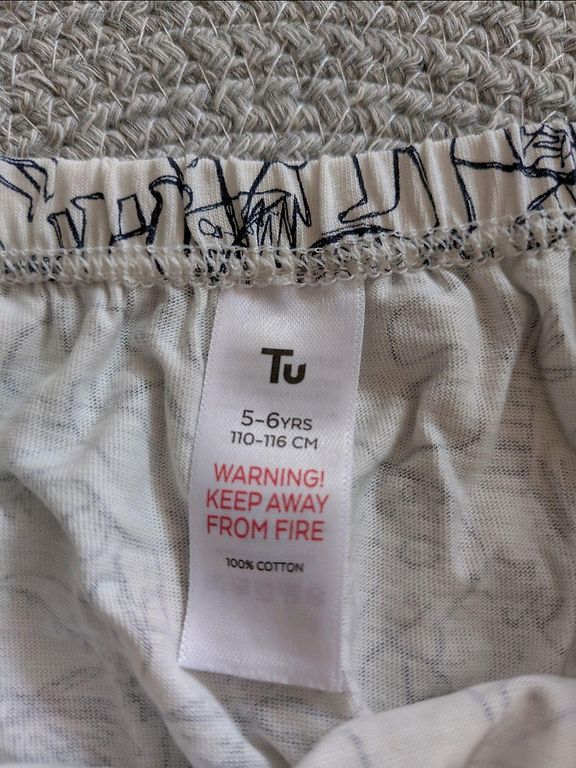 Tu
5-6YRS
110-116 CM
WARNING!
KEEP AWAY
FROM FIRE
100% COTTON